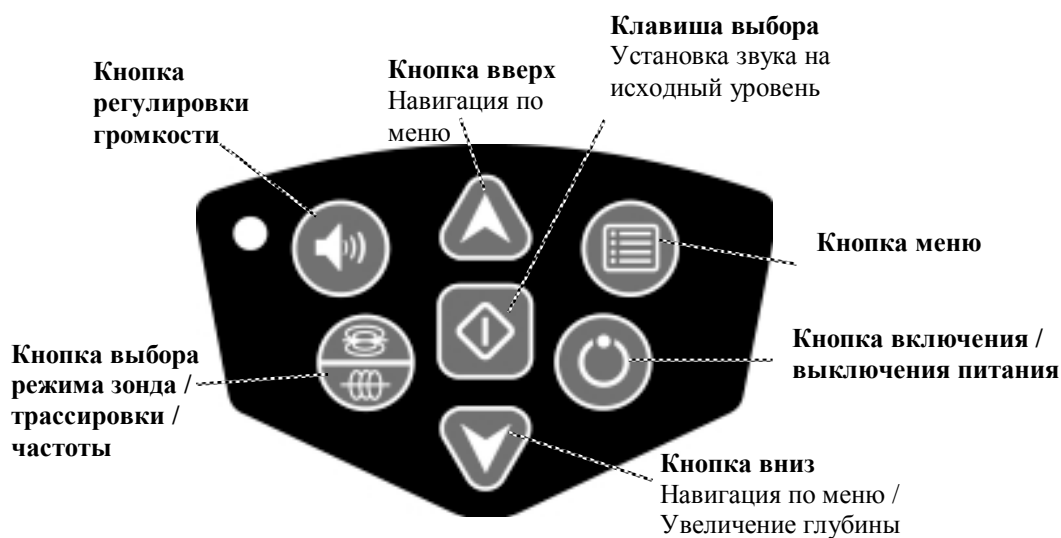 Клавиша выбора
Установка звука на
исходный уровень
Кнопка вверх
Навигация по
меню
Кнопка
регулировки
громкости
Кнопка меню
Кнопка включения /
выключения питания
Кнопка выбора
режима зонда /
трассировки /
частоты
Кнопка вниз
Навигация по меню /
Увеличение глубины